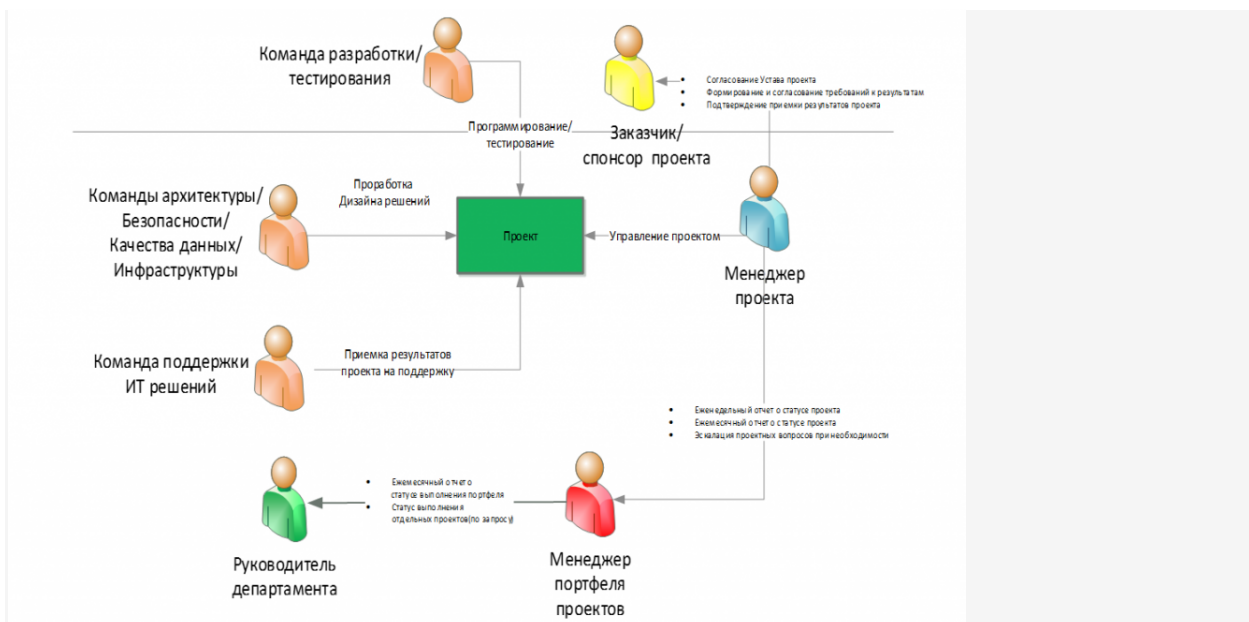 Команда разработки/
тестирования
Согласование Устава проекта
Формирование и согласование требований к результатам
Подтверждение приемки результатов проекта
Программирование/
тестирование
Заказчик/
спонсор проекта
Команды архитектуры/
Безопасности/
Качества данных/
Инфраструктуры
Проработка
Дизайна решений
Проект
Управление проектом
Менеджер
проекта
Команда поддержки
ИТ решений
Приемка результатов
проекта на поддержку
Еженедельный отчет о статусе проекта
Ежемесячный отчет о статусе проекта
Эскалация проектных вопросов при необходимости
Ежемесячный отчет о
статусе выполнения портфеля
Статус выполнения
отдельных проектов(по запросу)
Руководитель
департамента
Менеджер
портфеля
проектов